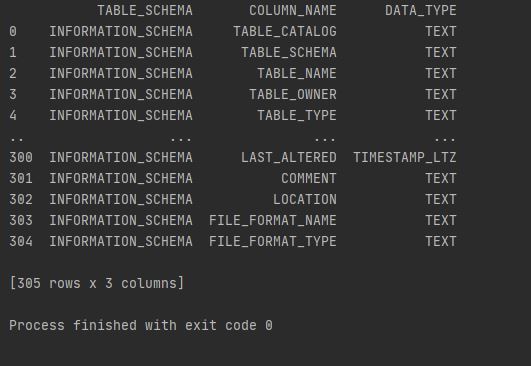 TABLE_SCHEMA COLUMN_NAME DATA_TYPE
0 INFORMATION_SCHEMA TABLE_CATALOG TEXT
1 INFORMATION_SCHEMA TABLE_SCHEMA TEXT
2 INFORMATION_SCHEMA TABLE_NAME TEXT
3 INFORMATION_SCHEMA TABLE_OWNER TEXT
4 INFORMATION_SCHEMA TABLE_TYPE TEXT
.. ... ... ...
300 INFORMATION_SCHEMA LAST_ALTERED TIMESTAMP_LTZ
301 INFORMATION_SCHEMA COMMENT TEXT
302 INFORMATION_SCHEMA LOCATION TEXT
303 INFORMATION_SCHEMA FILE_FORMAT_NAME TEXT
304 INFORMATION_SCHEMA FILE_FORMAT_TYPE TEXT
[305 rows x 3 columns]
Process finished with exit code 0